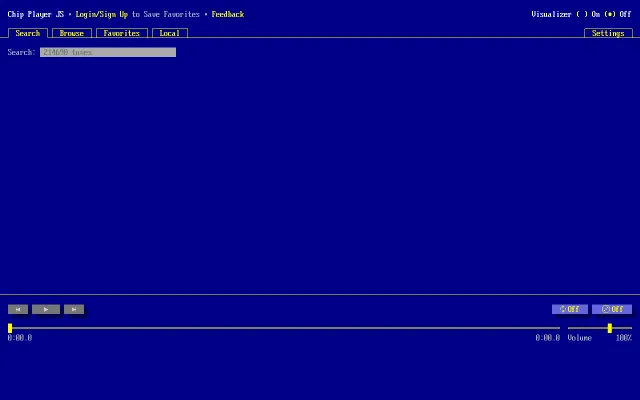 Chip Player JS • Login/Sign Up to Save Favorites • Feedback
Visualizer ( ) On (•) Off
Search Browse Favorites Local Settings
Search: 214690 tunes
Off Off
0:00.0 0:00.0 Volume 100%